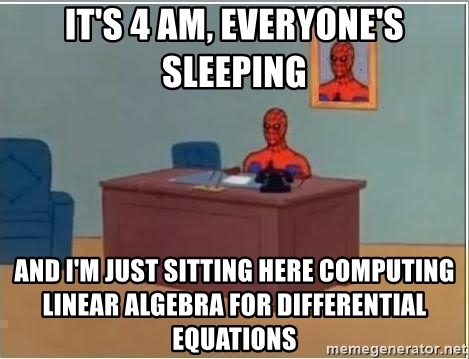 IT'S 4 AM, EVERYONE'S
SLEEPING
AND I'M JUST SITTING HERE COMPUTING
LINEAR ALGEBRA FOR DIFFERENTIAL
EQUATIONS
memegenerator.net